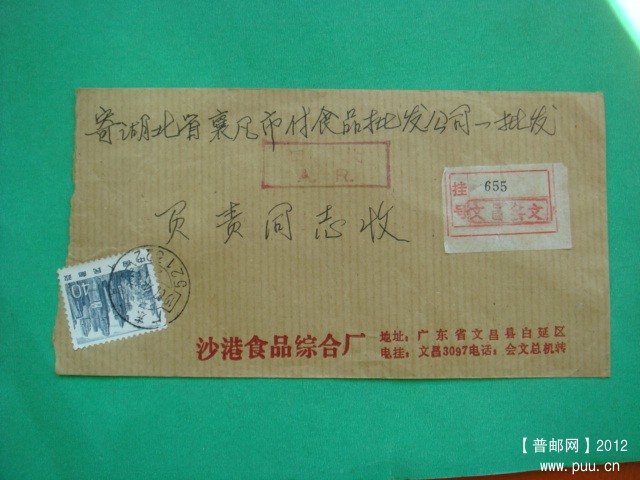 寄湖北省襄凡市付食品批发公司一批发
A. R.
挂 655
号 文昌会文
负责同志收
沙港食品综合厂
地址：广东省文昌县白延区
电挂：文昌3097电话：会文总机转
【普邮网】2012
www.puu.cn